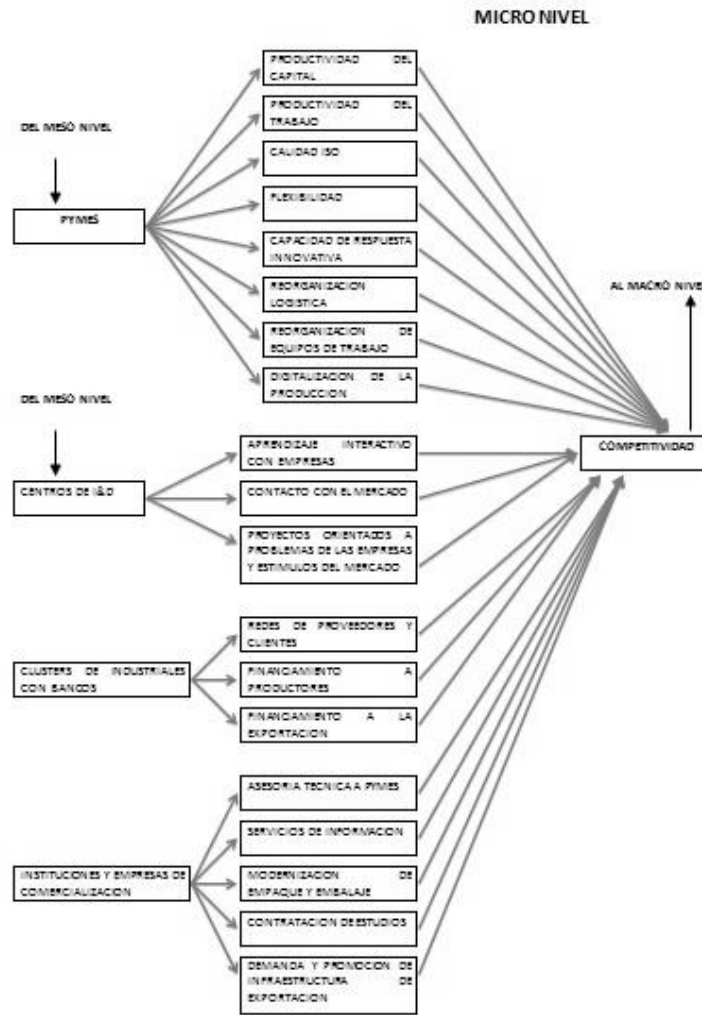 MICRO NIVEL
PRODUCTIVIDAD DEL
CAPITAL
PRODUCTIVIDAD DEL
TRABAJO
DEL MESO NIVEL
CALIDAD ISO
PYMES
FLEXIBILIDAD
CAPACIDAD DE RESPUESTA
INNOVATIVA
REORGANIZACION
LOGISTICA
AL MACRO NIVE
REORGANIZACION DE
EQUIPOS DE TRABAJO
DIGITALIZACION DE LA
PRODUCCION
DEL MESO NIVEL
APRENDIZAJE INTERACTIVO
CON EMPRESAS
COMPETITIVIDAD
CENTROS DE I&D
CONTACTO CON EL MERCADO
PROYECTOS ORIENTADOS A
PROBLEMAS DE LAS EMPRESAS
Y ESTIMULOS DEL MERCADO
REDES DE PROVEEDORES Y
CLIENTES
CLUSTERS DE INDUSTRIALES
CON BANCOS
FINANCIAMIENTO A
PRODUCTORES
FINANCIAMIENTO A LA
EXPORTACION
ASESORIA TECNICA A PYMES
SERVICIOS DE INFORMACION
INSTITUCIONES Y EMPRESAS DE
COMERCIALIZACION
MODERNIZACION DE
EMPAQUE Y EMBALAJE
CONTRATACION DE ESTUDIOS
DEMANDA Y PROMOCION DE
INFRAESTRUCTURA DE
EXPORTACION